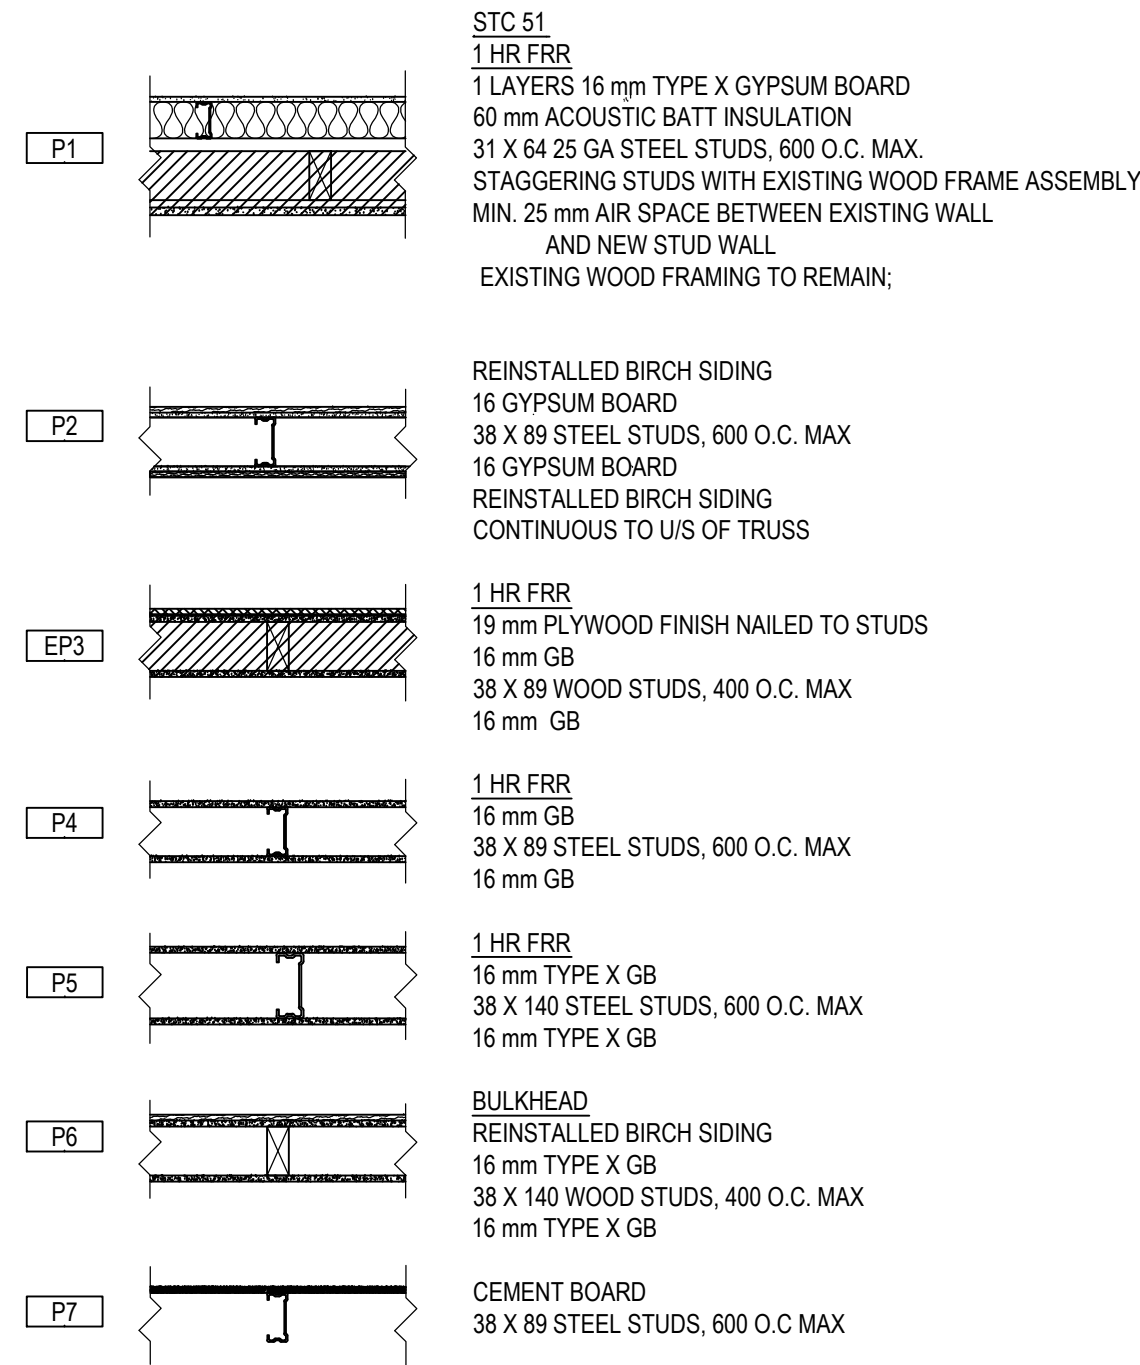 STC 51
1 HR FRR
P1
1 LAYERS 16 mm TYPE X GYPSUM BOARD
60 mm ACOUSTIC BATT INSULATION
31 X 64 25 GA STEEL STUDS, 600 O.C. MAX.
STAGGERING STUDS WITH EXISTING WOOD FRAME ASSEMBLY
MIN. 25 mm AIR SPACE BETWEEN EXISTING WALL
AND NEW STUD WALL
EXISTING WOOD FRAMING TO REMAIN;
P2
REINSTALLED BIRCH SIDING
16 GYPSUM BOARD
38 X 89 STEEL STUDS, 600 O.C. MAX
16 GYPSUM BOARD
REINSTALLED BIRCH SIDING
CONTINUOUS TO U/S OF TRUSS
EP3
1 HR FRR
19 mm PLYWOOD FINISH NAILED TO STUDS
16 mm GB
38 X 89 WOOD STUDS, 400 O.C. MAX
16 mm GB
P4
1 HR FRR
16 mm GB
38 X 89 STEEL STUDS, 600 O.C. MAX
16 mm GB
P5
1 HR FRR
16 mm TYPE X GB
38 X 140 STEEL STUDS, 600 O.C. MAX
16 mm TYPE X GB
P6
BULKHEAD
REINSTALLED BIRCH SIDING
16 mm TYPE X GB
38 X 140 WOOD STUDS, 400 O.C. MAX
16 mm TYPE X GB
P7
CEMENT BOARD
38 X 89 STEEL STUDS, 600 O.C MAX